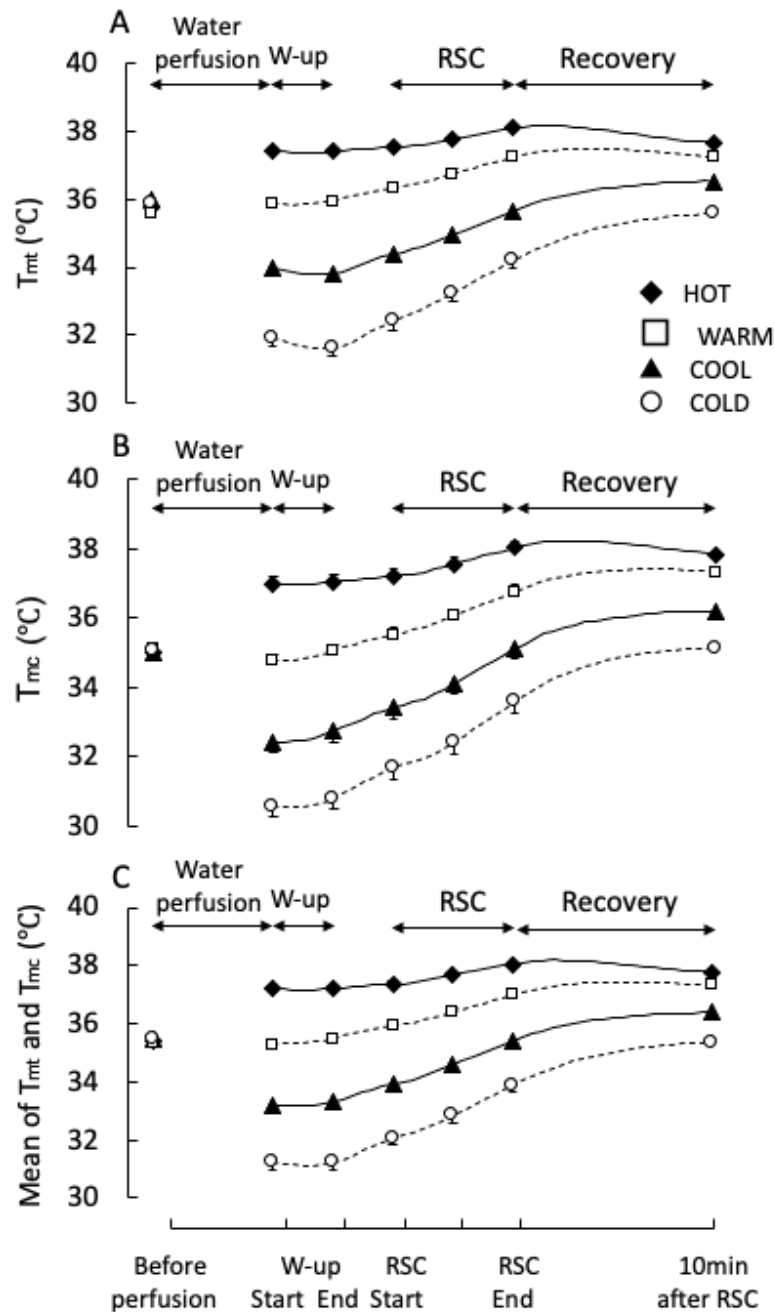 A
Water
perfusion W-up RSC Recovery
40
38
36
34
32
30
Tmt (°C)
HOT
WARM
COOL
COLD
B
Water
perfusion W-up RSC Recovery
40
38
36
34
32
30
Tmc (°C)
C
Water
perfusion W-up RSC Recovery
40
38
36
34
32
30
Mean of Tmt and Tmc (°C)
Before W-up RSC RSC 10min
perfusion Start End Start End after RSC